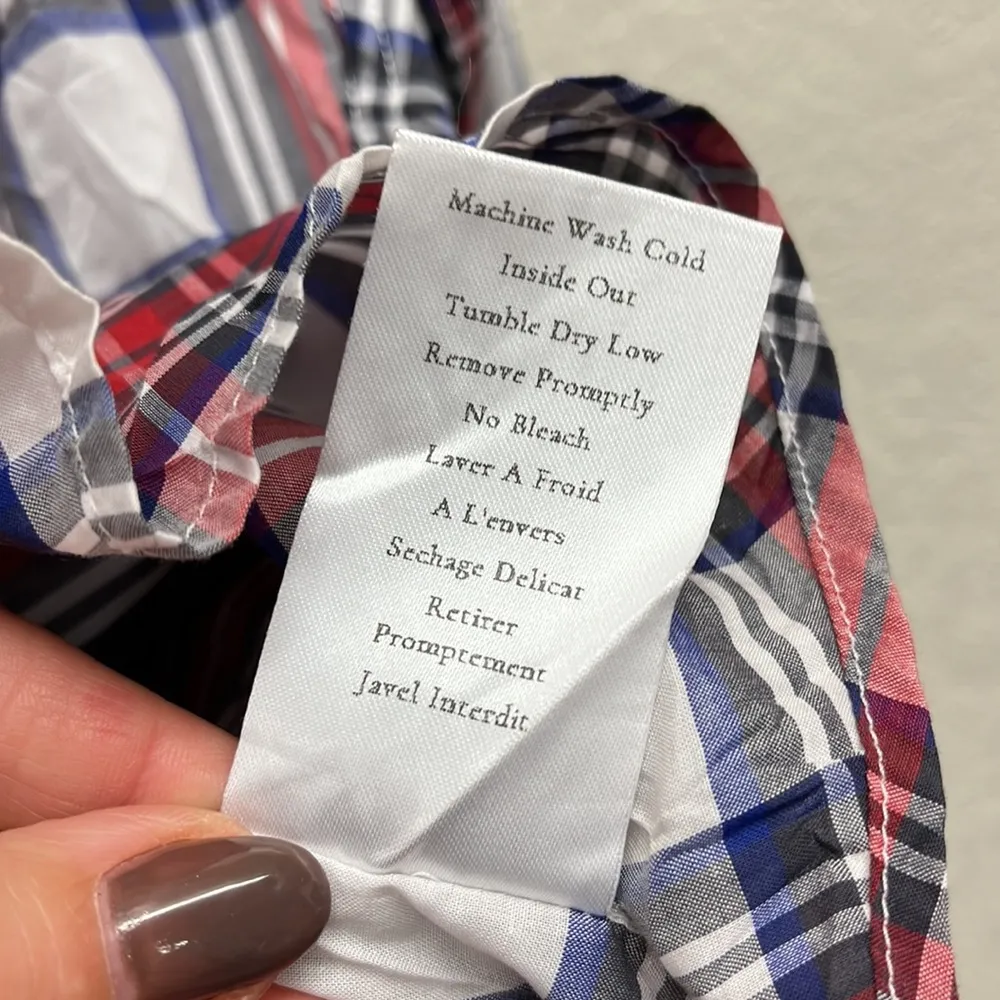 Machine Wash Cold
Inside Out
Tumble Dry Low
Remove Promptly
No Bleach
Laver A Froid
A L'envers
Sechage Delicat
Retirer
Promptement
Javel Interdit